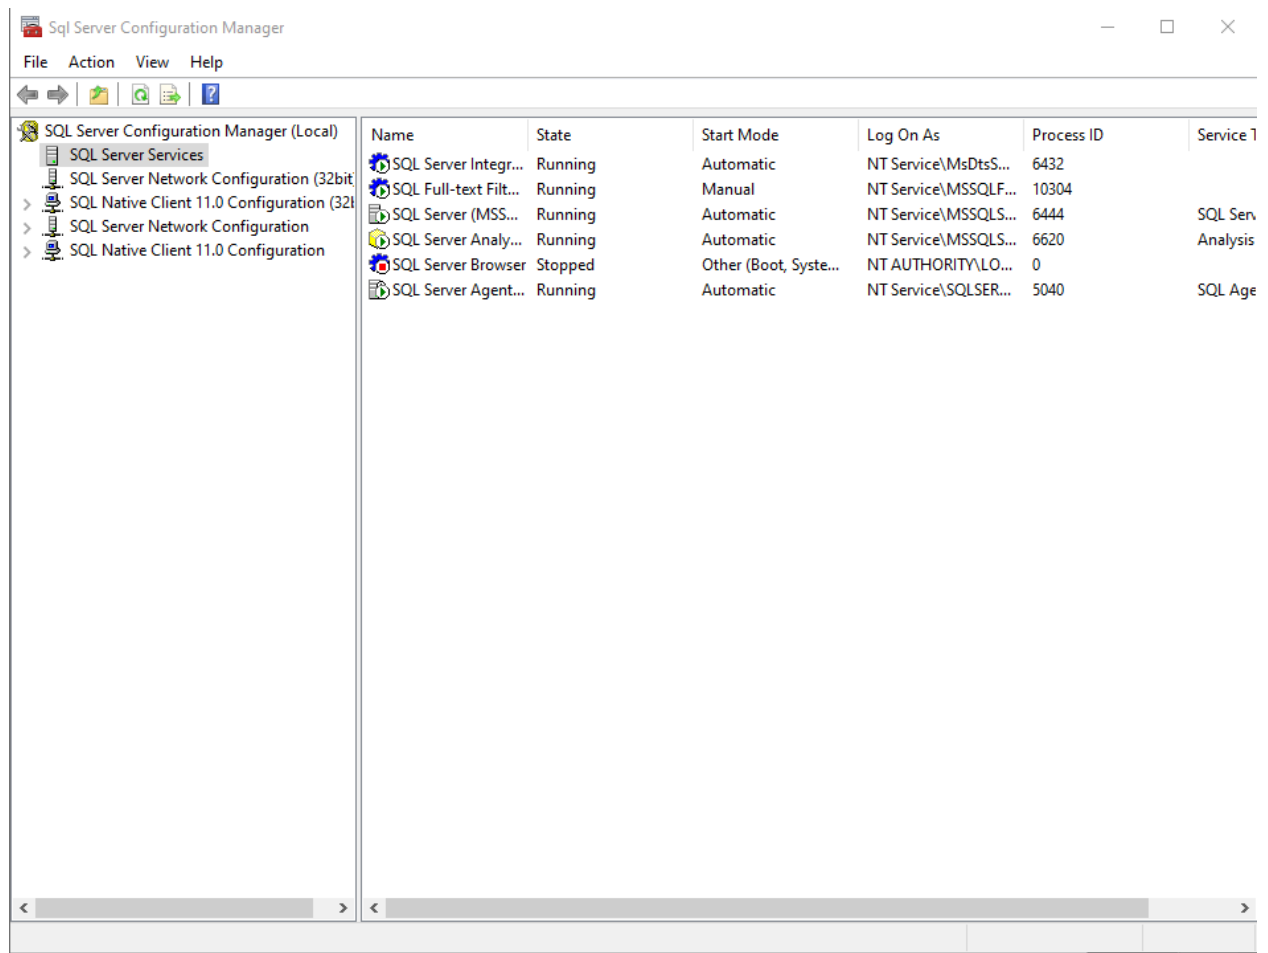 Sql Server Configuration Manager
File Action View Help
SQL Server Configuration Manager (Local)
SQL Server Services
SQL Server Network Configuration (32bit
SQL Native Client 11.0 Configuration (32
SQL Server Network Configuration
SQL Native Client 11.0 Configuration
Name State Start Mode Log On As Process ID Service
SQL Server Integr... Running Automatic NT Service\MsDtsS... 6432
SQL Full-text Filt... Running Manual NT Service\MSSQLF... 10304
SQL Server (MSS... Running Automatic NT Service\MSSQLS... 6444 SQL Serv
SQL Server Analy... Running Automatic NT Service\MSSQLS... 6620 Analysis
SQL Server Browser Stopped Other (Boot, Syste... NT AUTHORITY\LO... 0
SQL Server Agent... Running Automatic NT Service\SQLSER... 5040 SQL Age